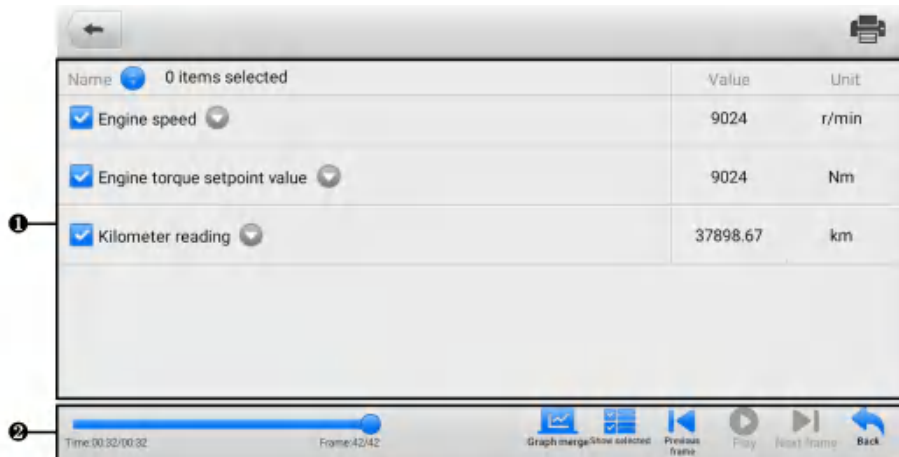 Name 0 items selected Value Unit
Engine speed 9024 r/min
Engine torque setpoint value 9024 Nm
❶
Kilometer reading 37898.67 km
❷
Time:00:32/00:32 Frame:42/42
Graph merge Show selected Previous frame Play Next frame Back